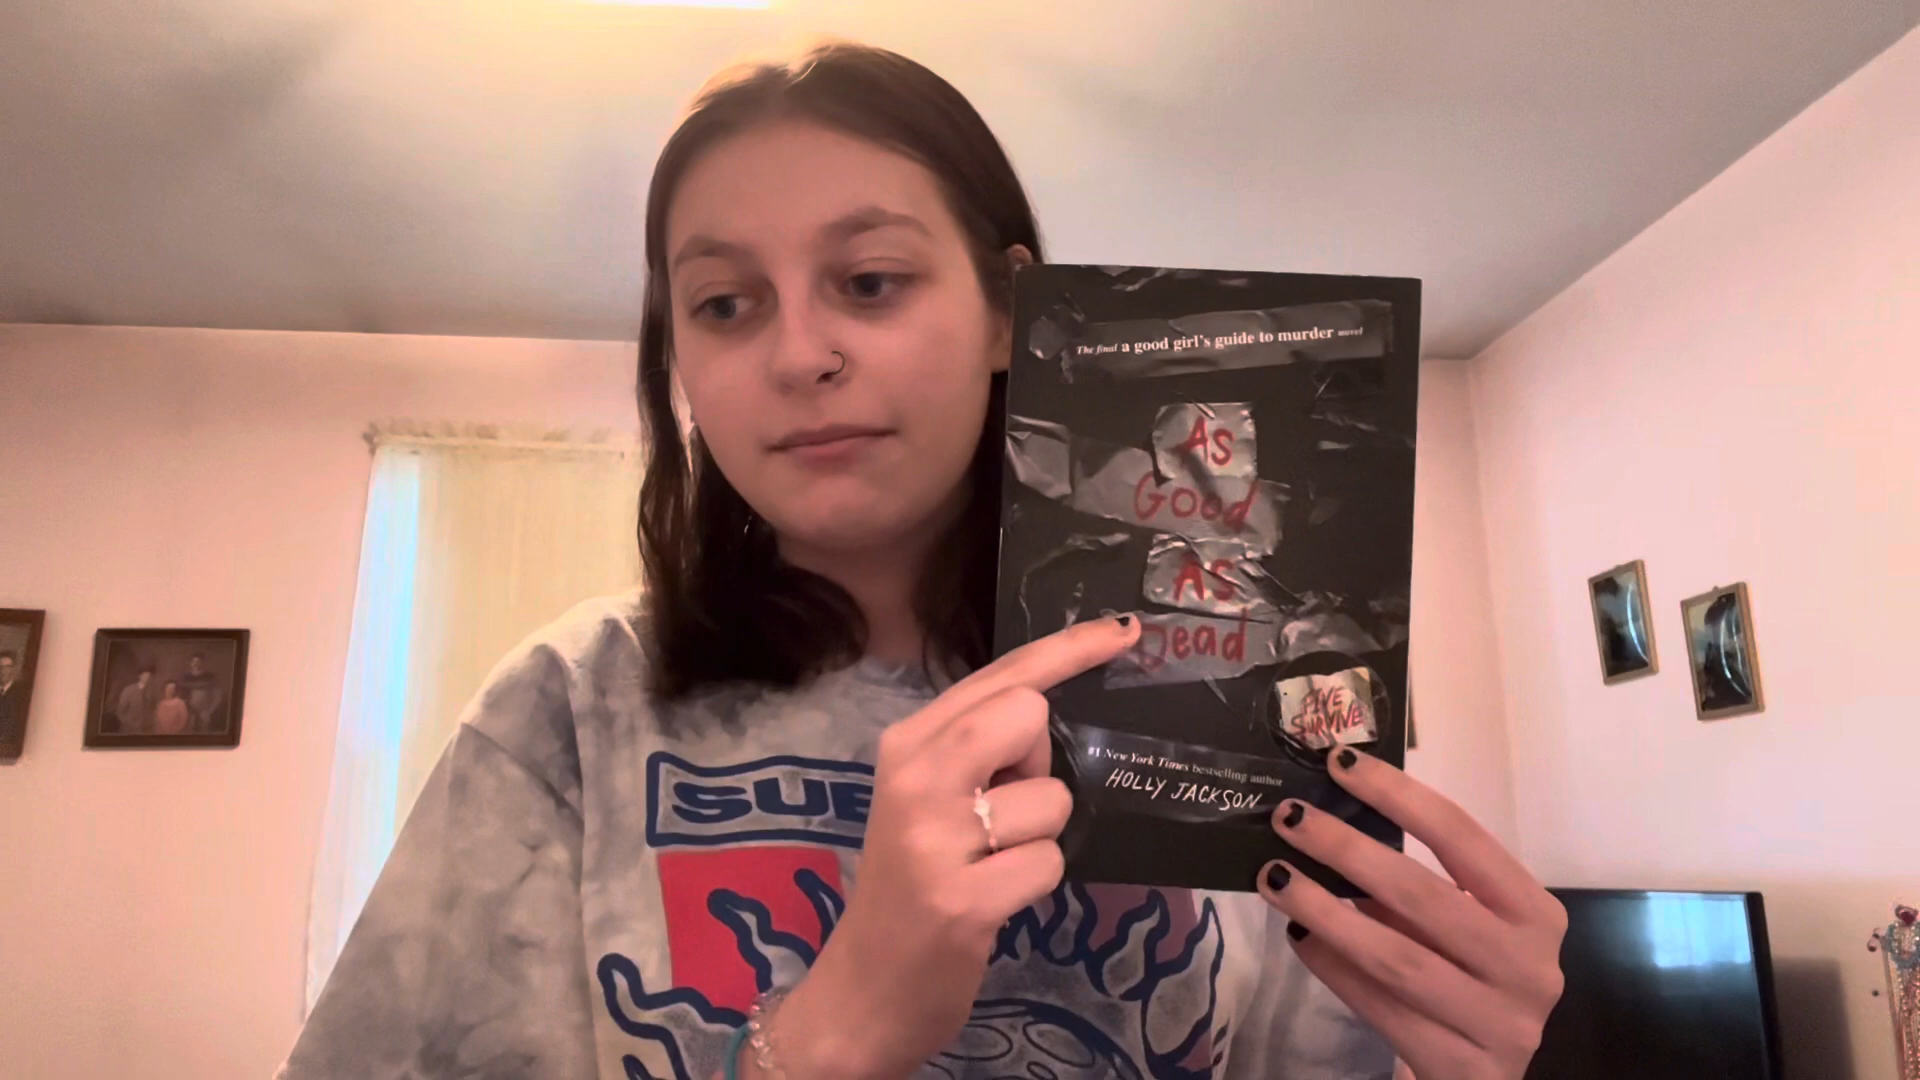 The final a good girl's guide to murder novel
As
Good
As
Dead
FIVE
SURVIVE
#1 New York Times bestselling author
HOLLY JACKSON